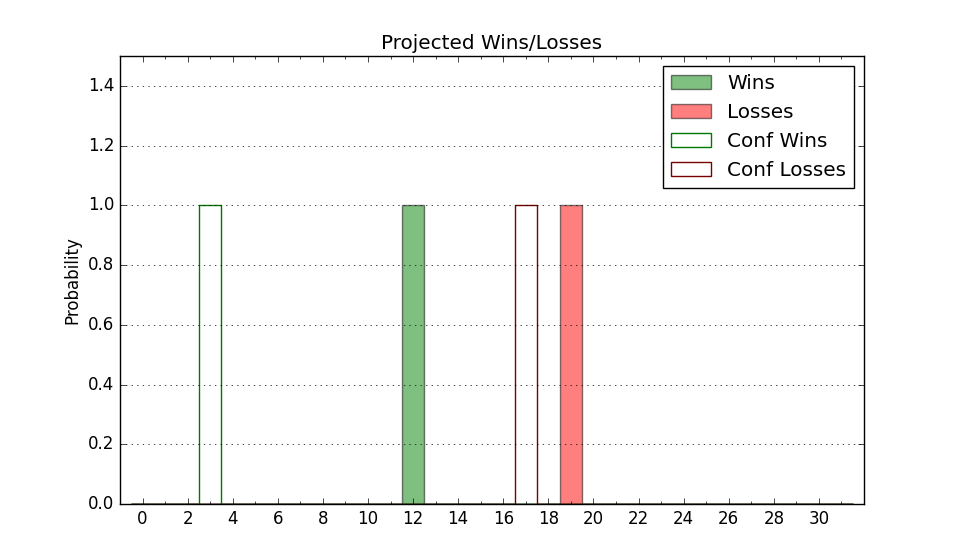 Projected Wins/Losses
1.4
1.2
1.0
0.8
0.6
0.4
0.2
0.0
Probability
Wins
Losses
Conf Wins
Conf Losses
0 2 4 6 8 10 12 14 16 18 20 22 24 26 28 30